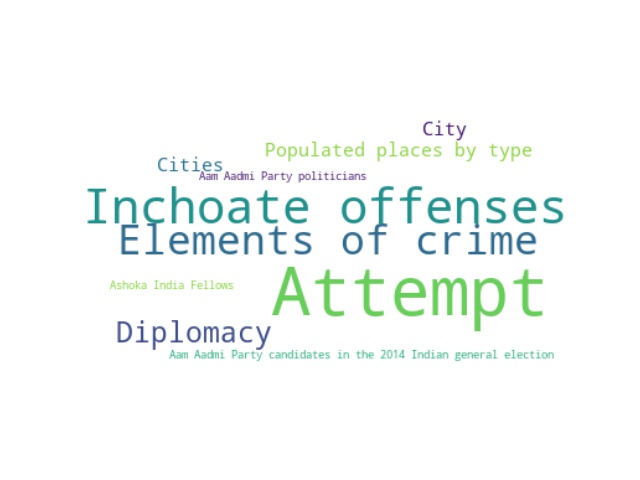 City
Populated places by type
Cities
Aam Aadmi Party politicians
Inchoate offenses
Elements of crime
Attempt
Ashoka India Fellows
Diplomacy
Aam Aadmi Party candidates in the 2014 Indian general election